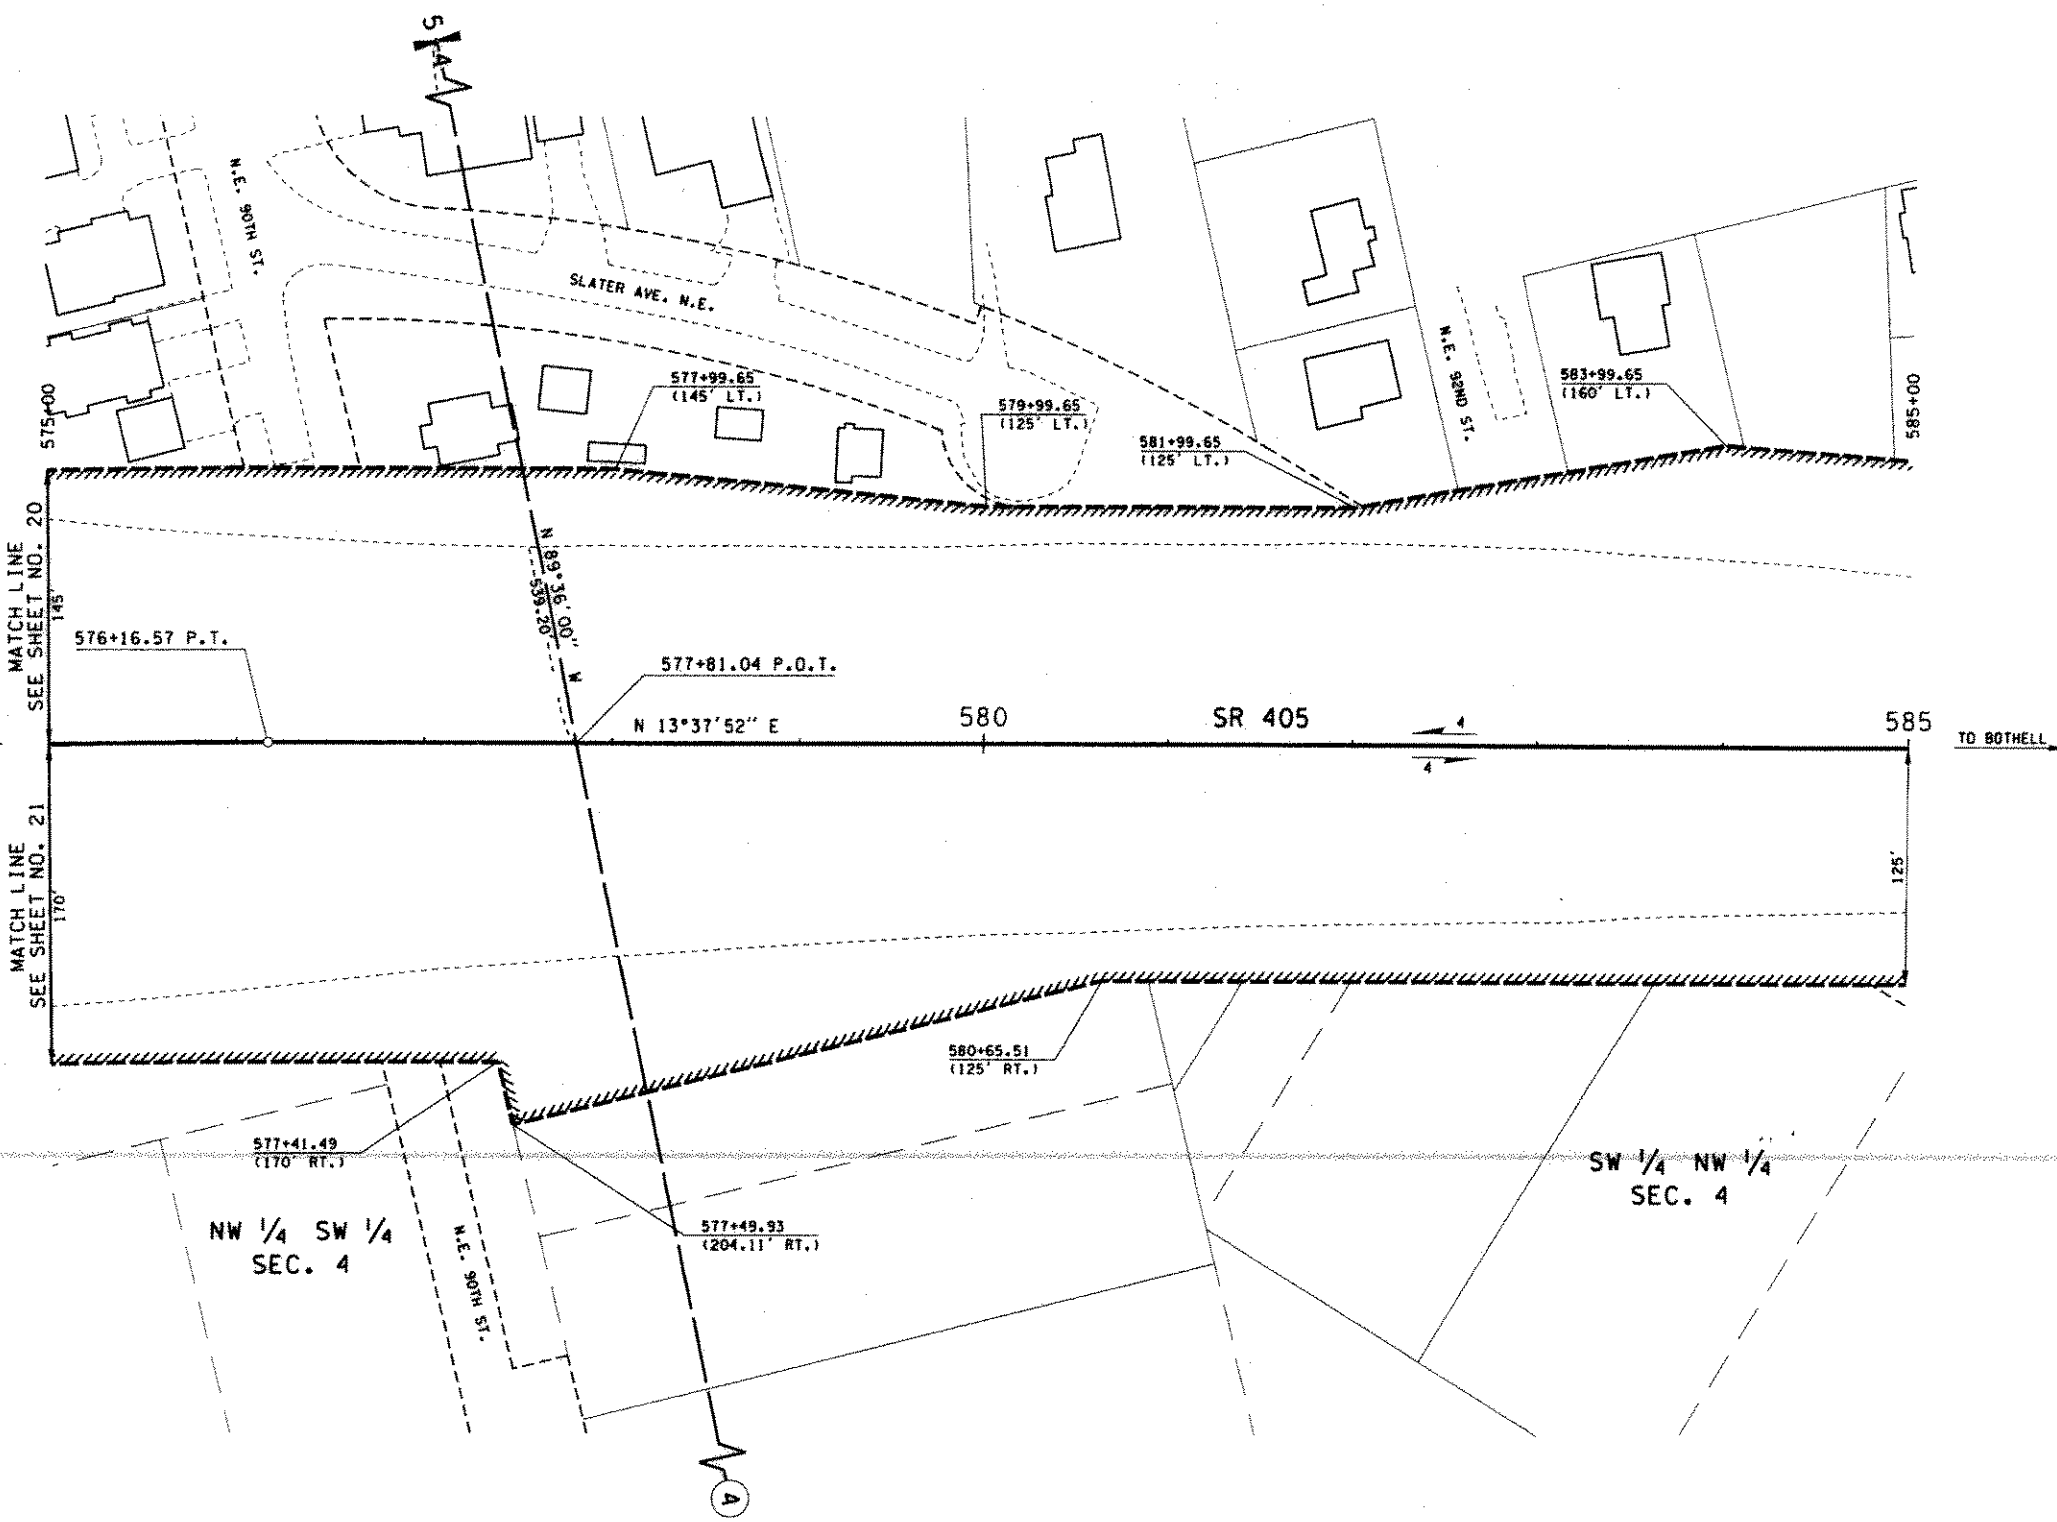 5
4
N.E. 90TH ST.
SLATER AVE. N.E.
575+00
577+99.65
(145' LT.)
579+99.65
(125' LT.)
581+99.65
(125' LT.)
N.E. 92ND ST.
583+99.65
(160' LT.)
585+00
MATCH LINE
SEE SHEET NO. 20
145'
N 89°36'00" W
539.20'
576+16.57 P.T.
577+81.04 P.O.T.
N 13°37'52" E
580
SR 405
4
4
585
TO BOTHELL
MATCH LINE
SEE SHEET NO. 21
170'
125'
580+65.51
(125' RT.)
577+41.49
(170' RT.)
577+49.93
(204.11' RT.)
NW 1/4 SW 1/4
SEC. 4
N.E. 90TH ST.
SW 1/4 NW 1/4
SEC. 4
A